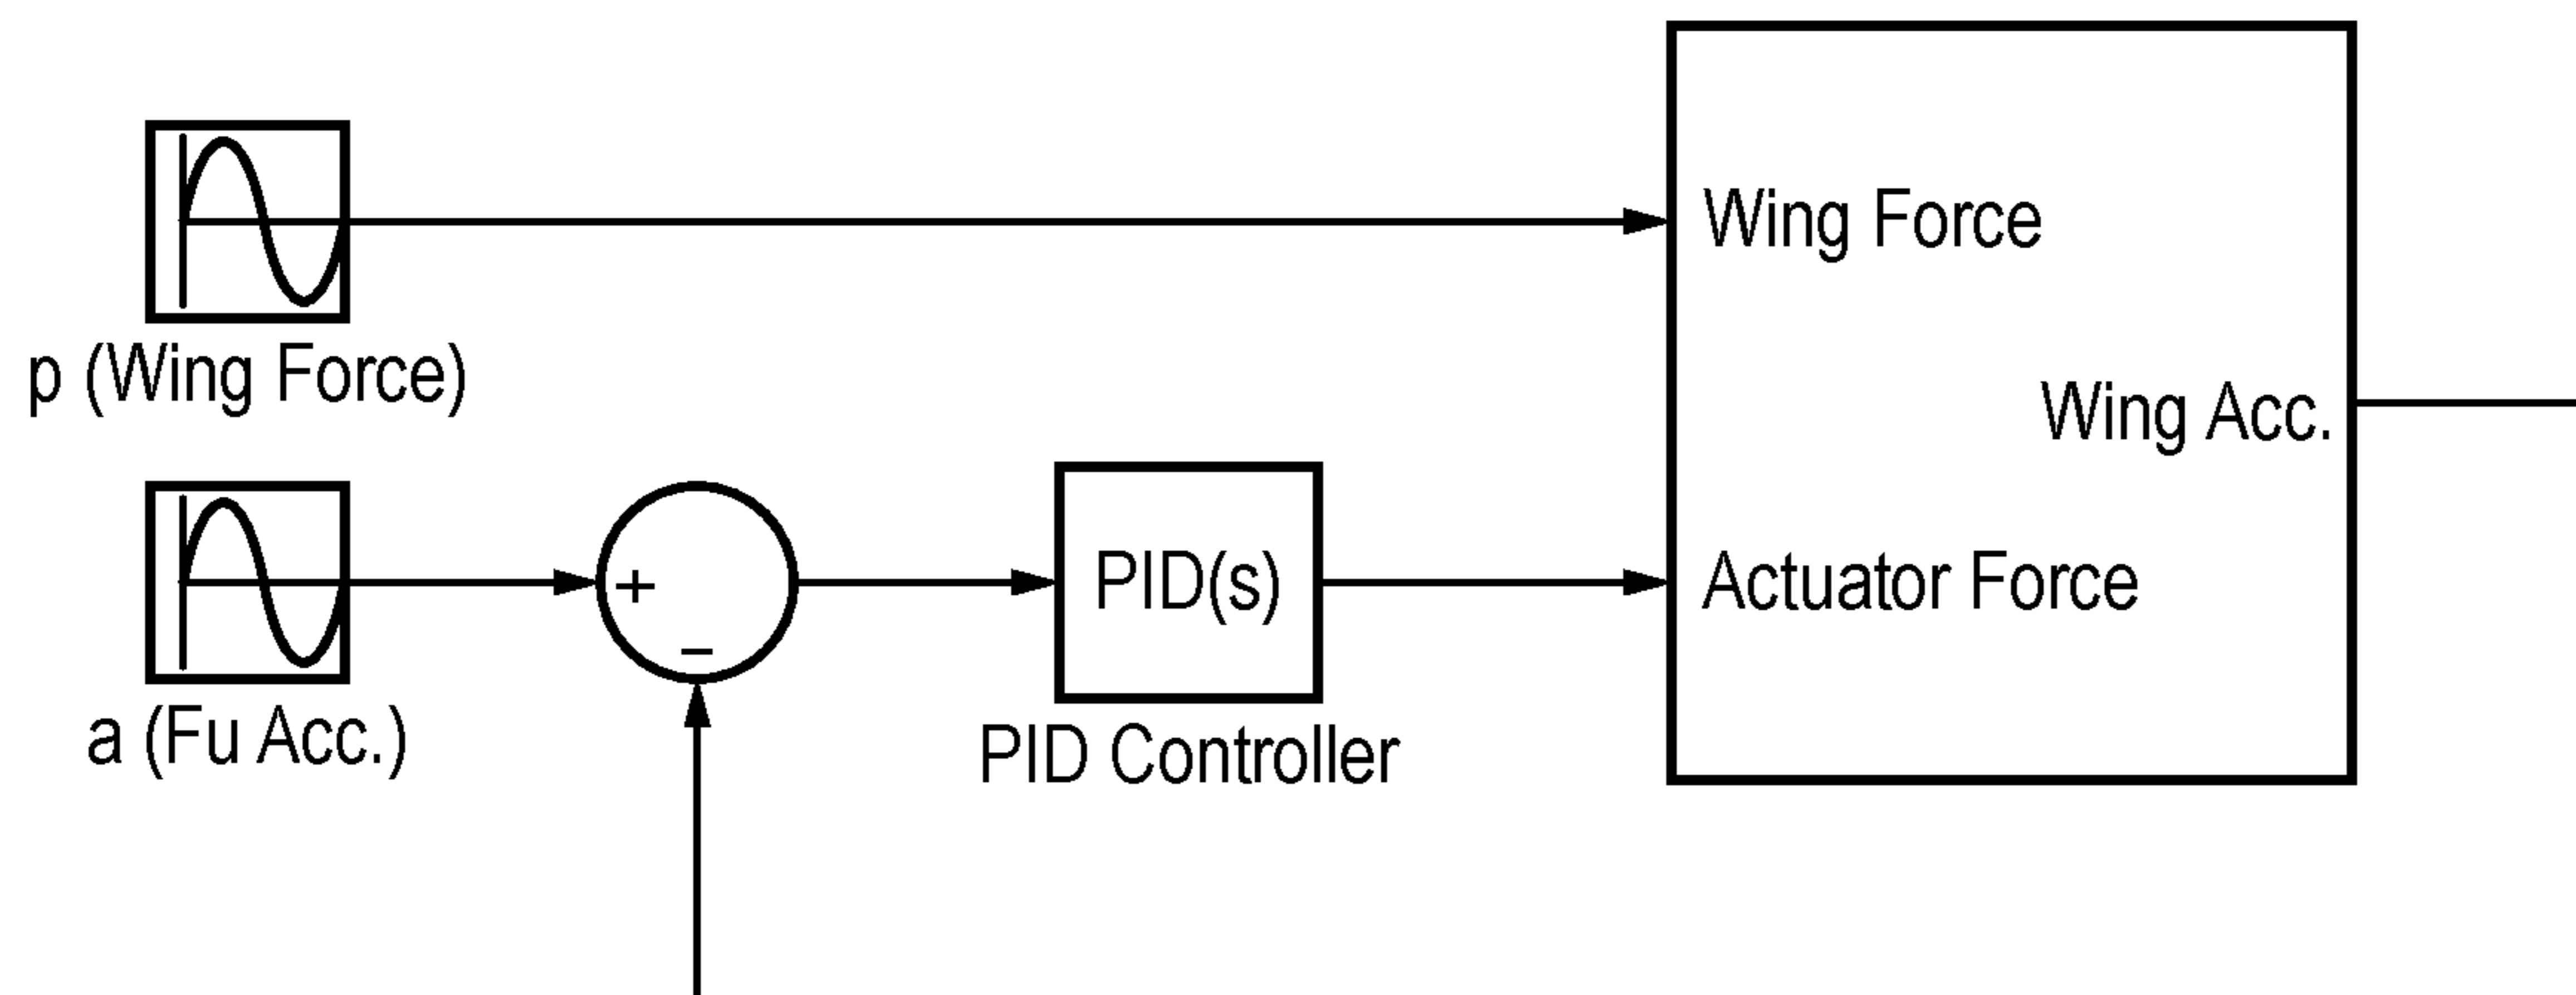 Wing Force
p (Wing Force)
Wing Acc.
+
PID(s)
Actuator Force
−
a (Fu Acc.)
PID Controller